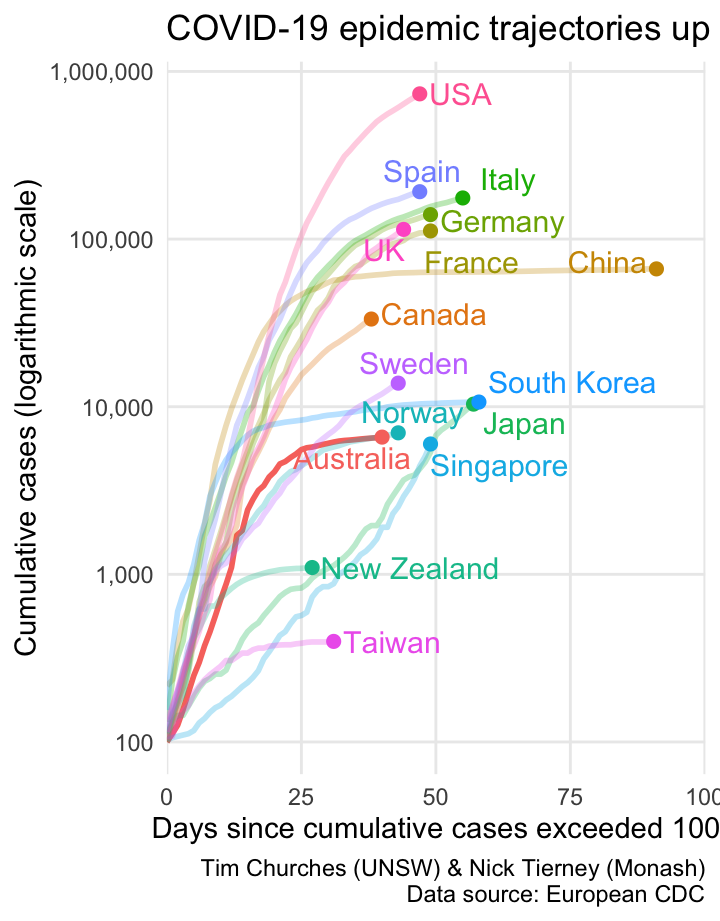 COVID-19 epidemic trajectories up
Cumulative cases (logarithmic scale)
1,000,000
100,000
10,000
1,000
100
USA
Spain
Italy
Germany
UK
France
China
Canada
Sweden
South Korea
Norway
Japan
Australia
Singapore
New Zealand
Taiwan
0 25 50 75 100
Days since cumulative cases exceeded 100
Tim Churches (UNSW) & Nick Tierney (Monash)
Data source: European CDC